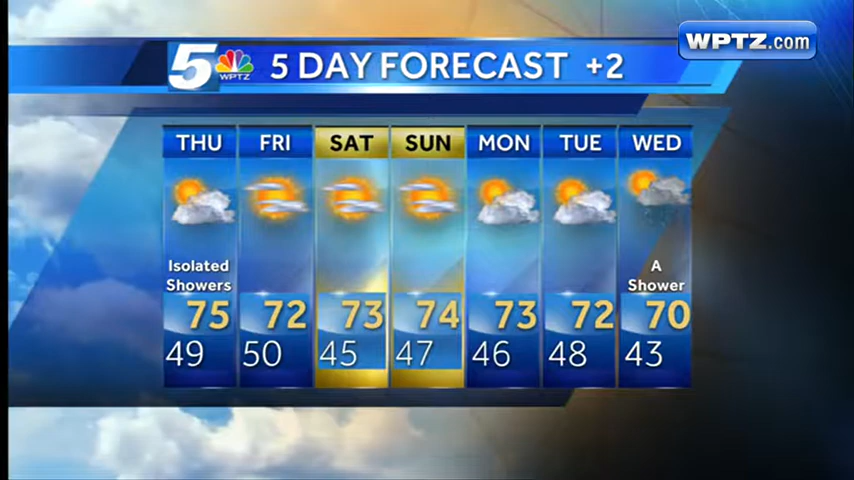 WPTZ.com
5 WPTZ 5 DAY FORECAST +2
THU FRI SAT SUN MON TUE WED
Isolated A
Showers Shower
75 72 73 74 73 72 70
49 50 45 47 46 48 43